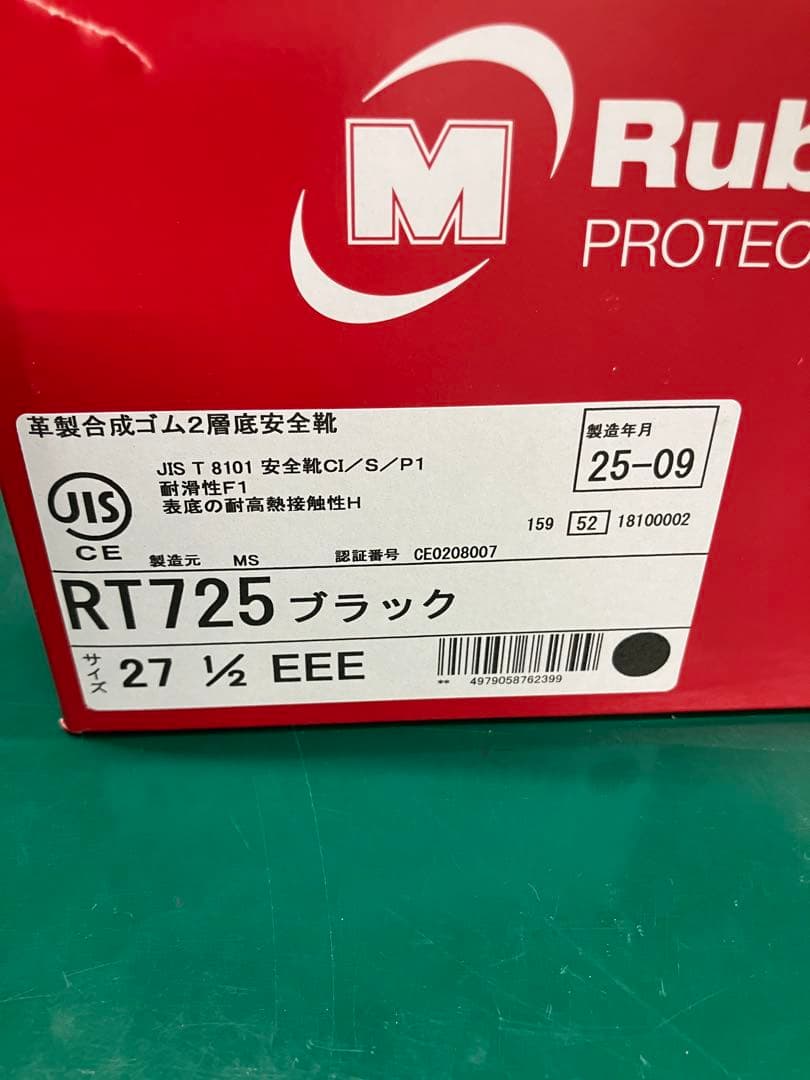 M
Rub
PROTEC
革製合成ゴム2層底安全靴
製造年月
25-09
JIS T 8101 安全靴CI/S/P1
耐滑性F1
表底の耐高熱接触性H
JIS
CE
159 52 18100002
製造元 MS 認証番号 CE0208007
RT725 ブラック
サイズ 27 ½ EEE
** 4979058762399